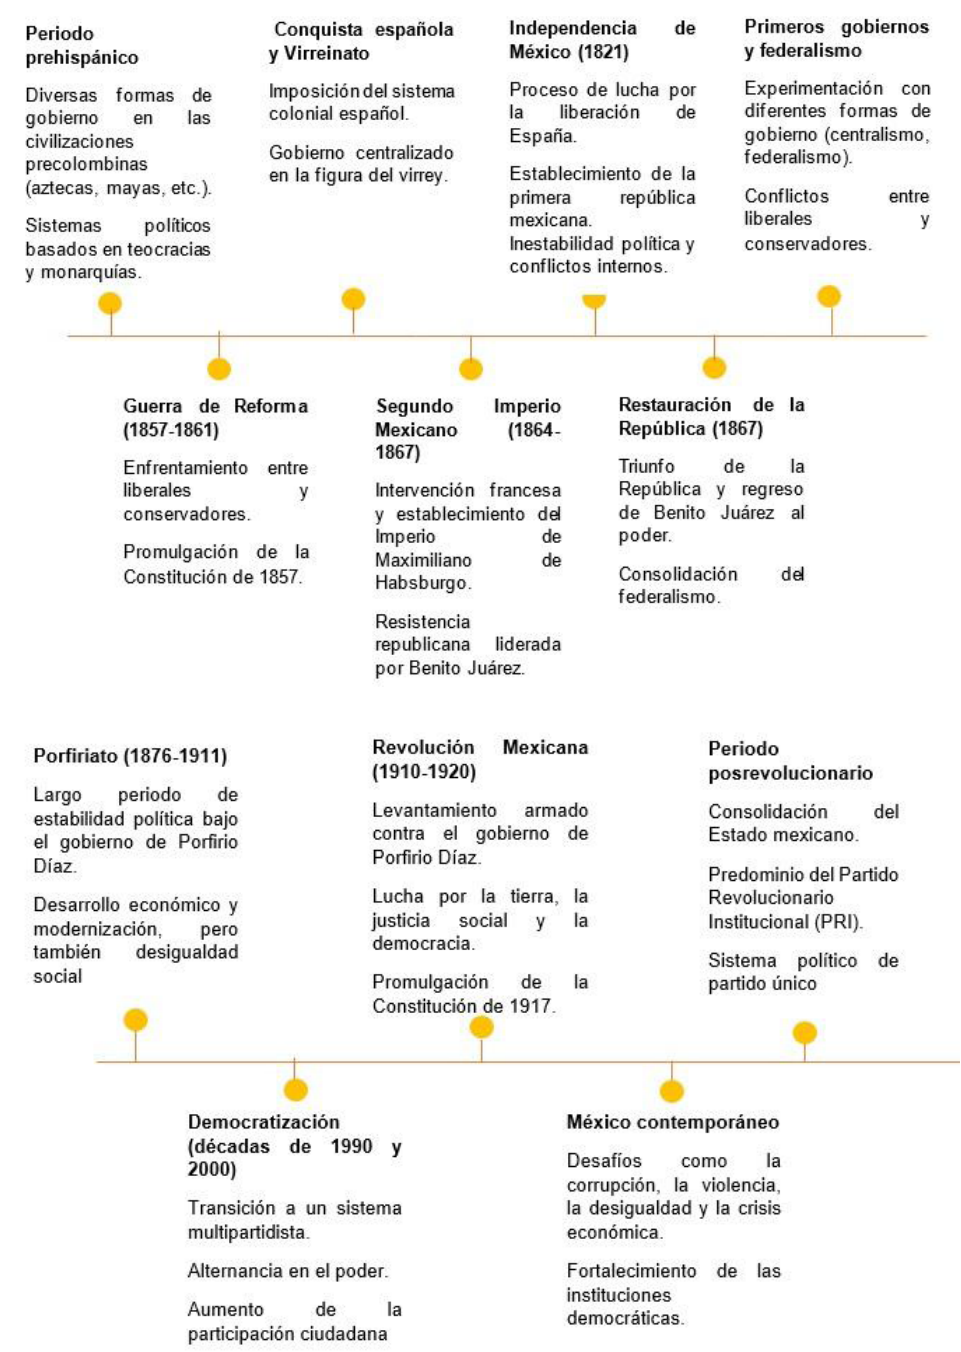 Periodo
prehispánico
Diversas formas de
gobierno en las
civilizaciones
precolombinas
(aztecas, mayas, etc.).
Sistemas políticos
basados en teocracias
y monarquías.
Conquista española
y Virreinato
Imposición del sistema
colonial español.
Gobierno centralizado
en la figura del virrey.
Independencia de
México (1821)
Proceso de lucha por
la liberación de
España.
Establecimiento de la
primera república
mexicana.
Inestabilidad política y
conflictos internos.
Primeros gobiernos
y federalismo
Experimentación con
diferentes formas de
gobierno (centralismo,
federalismo).
Conflictos entre
liberales y
conservadores.
Guerra de Reforma
(1857-1861)
Enfrentamiento entre
liberales y
conservadores.
Promulgación de la
Constitución de 1857.
Segundo Imperio
Mexicano (1864-
1867)
Intervención francesa
y establecimiento del
Imperio de
Maximiliano de
Habsburgo.
Resistencia
republicana liderada
por Benito Juárez.
Restauración de la
República (1867)
Triunfo de la
República y regreso
de Benito Juárez al
poder.
Consolidación del
federalismo.
Porfiriato (1876-1911)
Largo periodo de
estabilidad política bajo
el gobierno de Porfirio
Díaz.
Desarrollo económico y
modernización, pero
también desigualdad
social
Revolución Mexicana
(1910-1920)
Levantamiento armado
contra el gobierno de
Porfirio Díaz.
Lucha por la tierra, la
justicia social y la
democracia.
Promulgación de la
Constitución de 1917.
Periodo
posrevolucionario
Consolidación del
Estado mexicano.
Predominio del Partido
Revolucionario
Institucional (PRI).
Sistema político de
partido único
Democratización
(décadas de 1990 y
2000)
Transición a un sistema
multipartidista.
Alternancia en el poder.
Aumento de la
participación ciudadana
México contemporáneo
Desafíos como la
corrupción, la violencia,
la desigualdad y la crisis
económica.
Fortalecimiento de las
instituciones
democráticas.